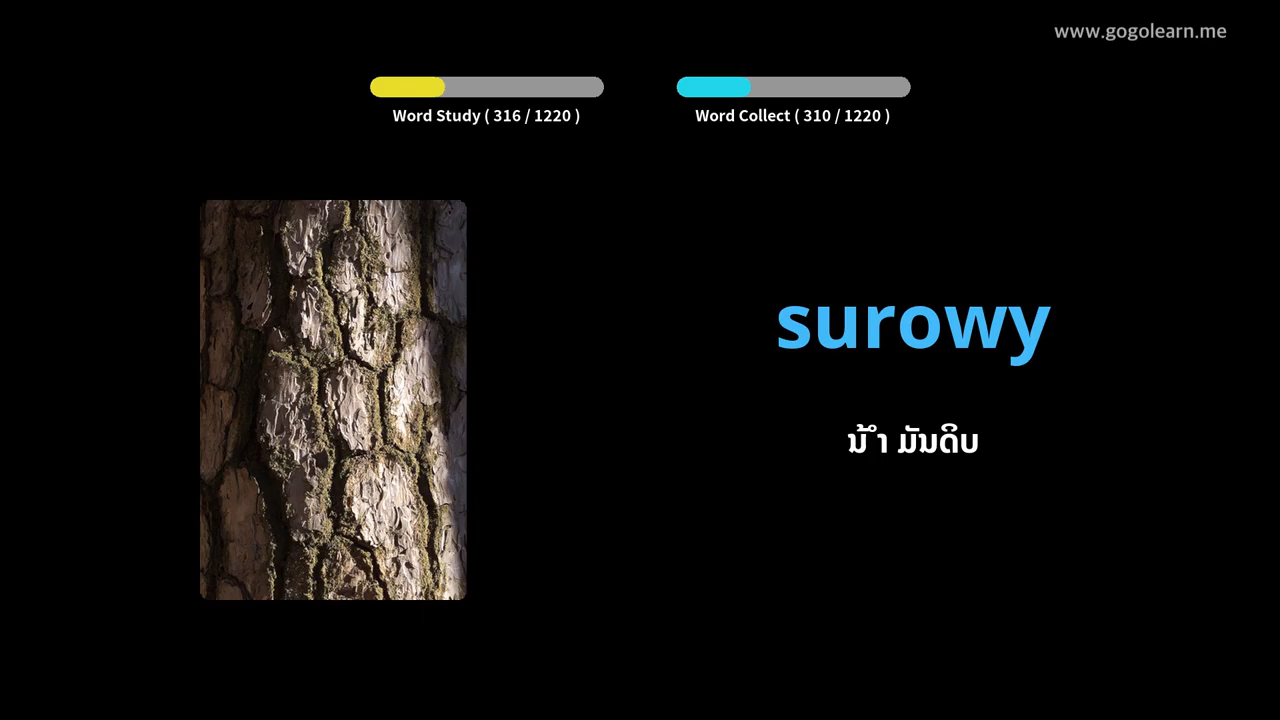 www.gogolearn.me
Word Study ( 316 / 1220 )
Word Collect ( 310 / 1220 )
surowy
ນ້ຳ ມັນດິບ